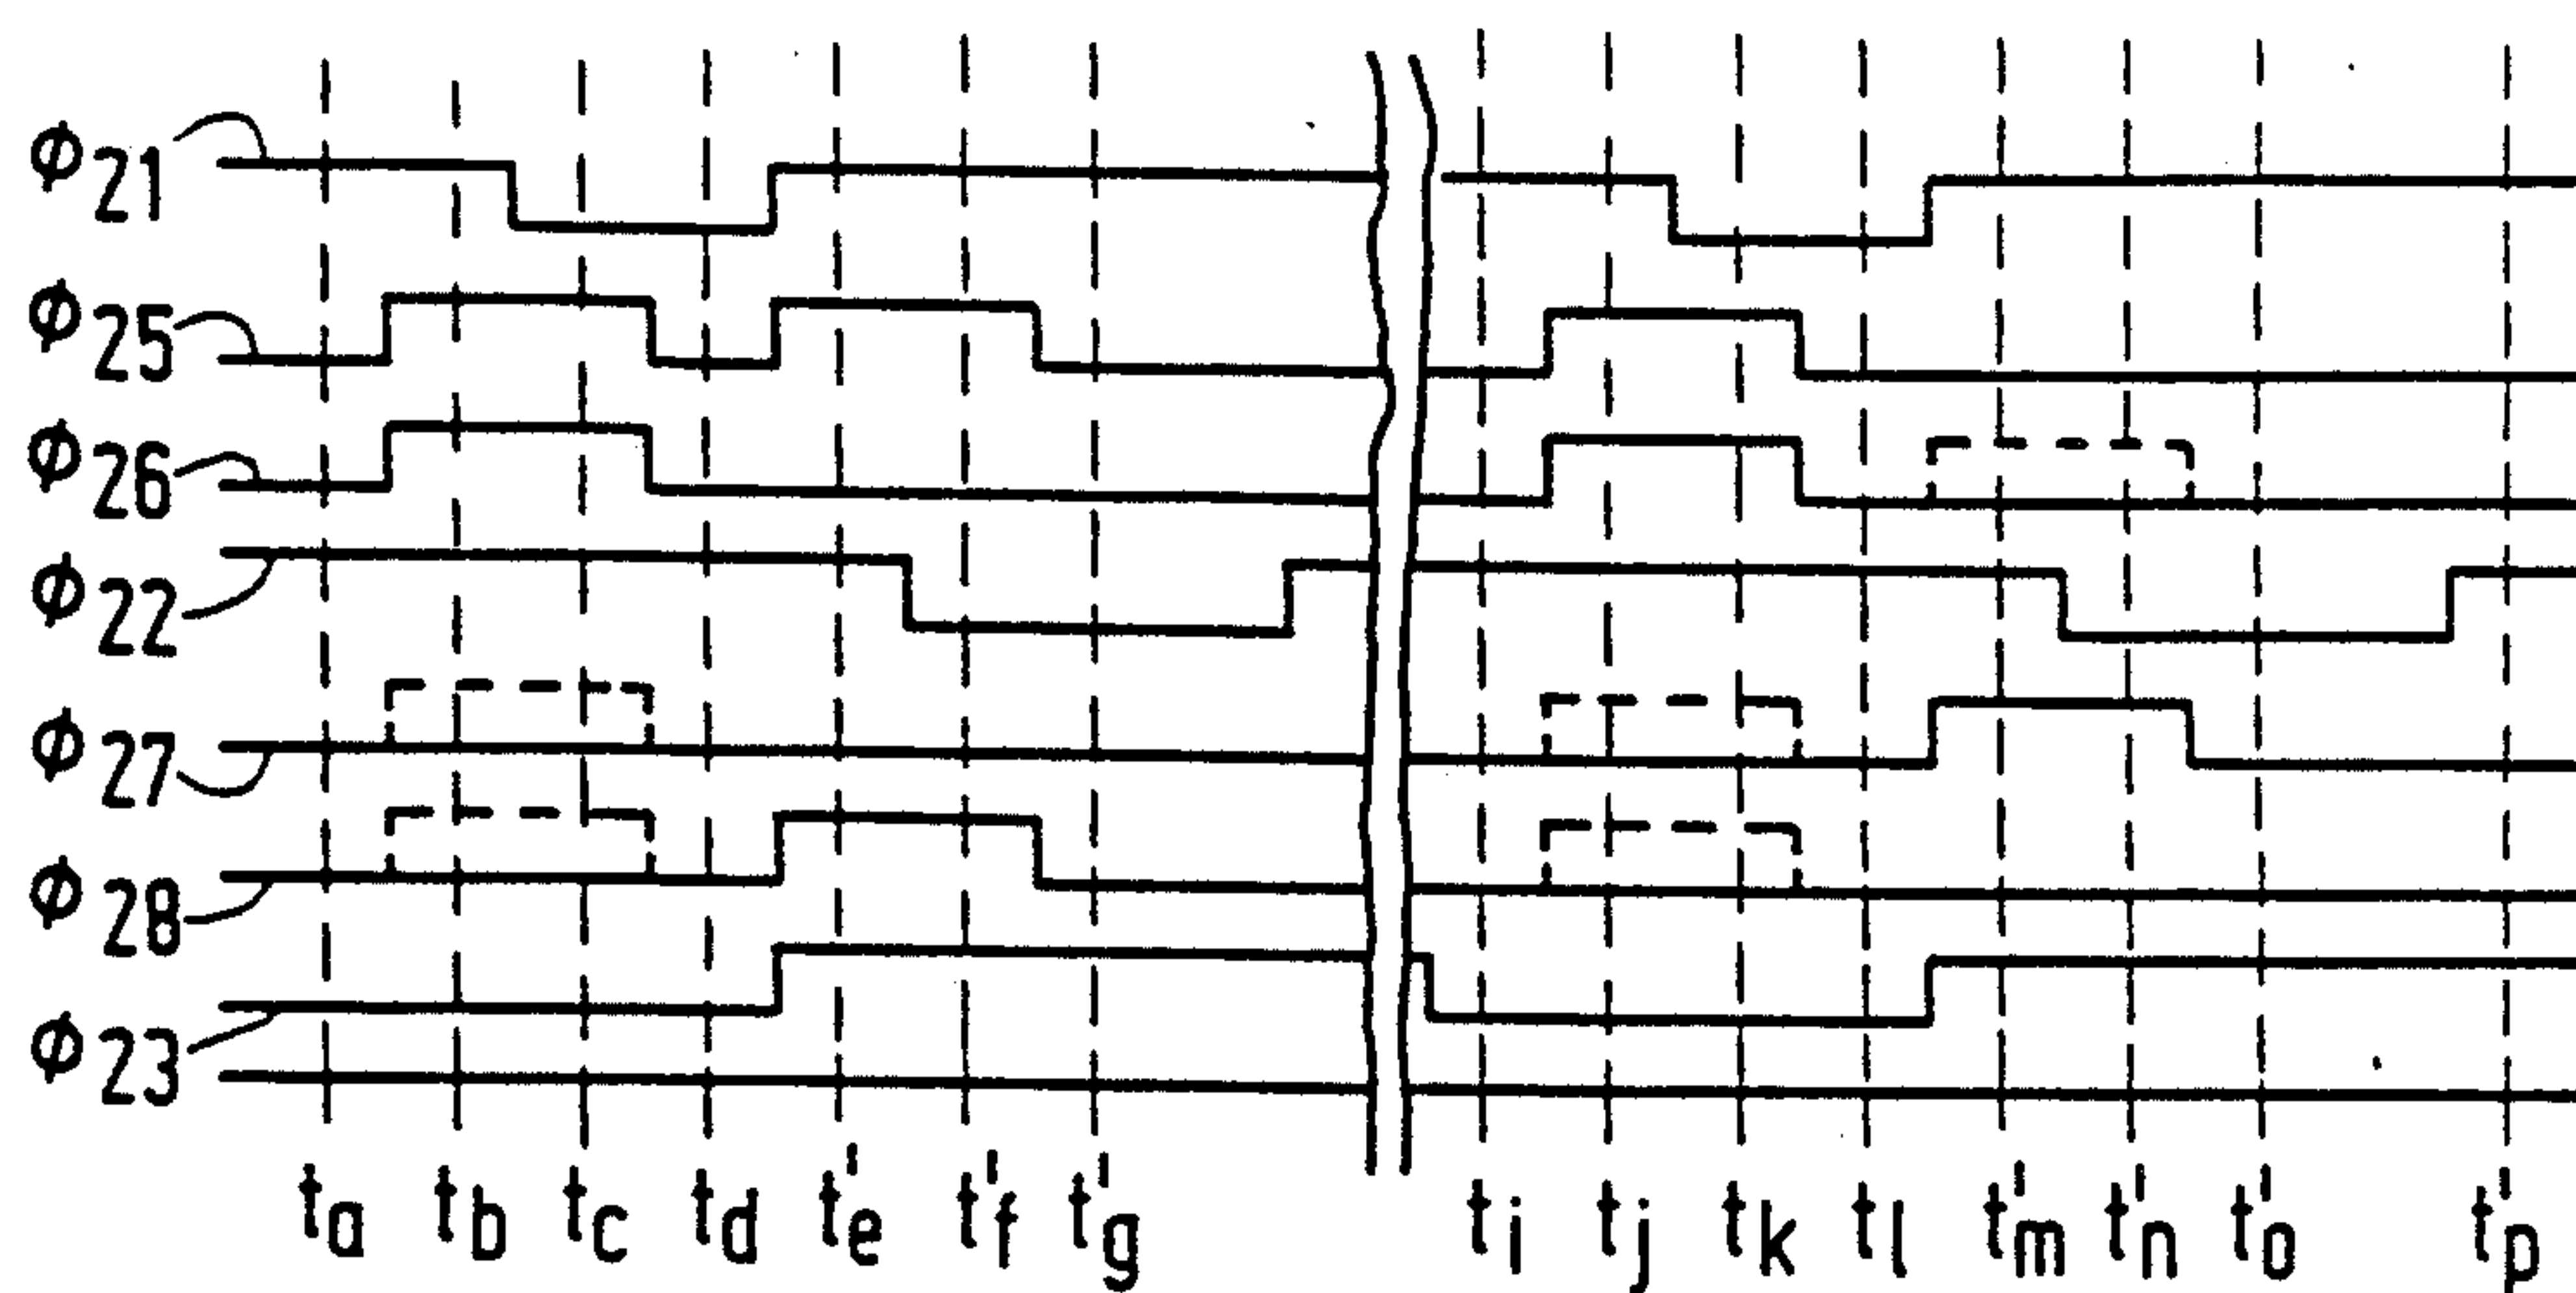 ϕ21
ϕ25
ϕ26
ϕ22
ϕ27
ϕ28
ϕ23
ta tb tc td t'e t'f t'g ti tj tk tl t'm t'n t'o t'p